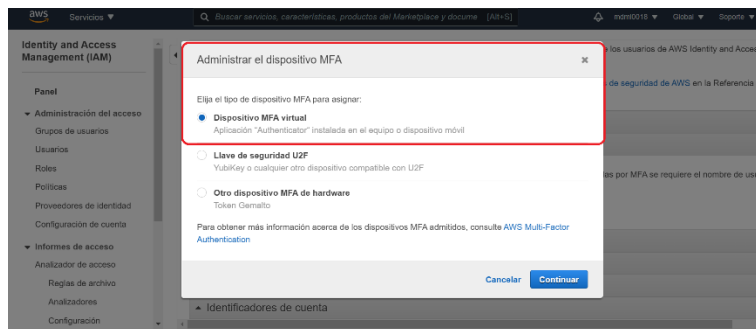 aws
Servicios ▼
Buscar servicios, características, productos del Marketplace y docume [Alt+S]
mdml0018 ▼
Global ▼
Soporte ▼
Identity and Access
Management (IAM)
Panel
Administración del acceso
Grupos de usuarios
Usuarios
Roles
Políticas
Proveedores de identidad
Configuración de cuenta
Informes de acceso
Analizador de acceso
Reglas de archivo
Analizadores
Configuración
Administrar el dispositivo MFA
Elija el tipo de dispositivo MFA para asignar:
Dispositivo MFA virtual
Aplicación "Authenticator" instalada en el equipo o dispositivo móvil
Llave de seguridad U2F
YubiKey o cualquier otro dispositivo compatible con U2F
Otro dispositivo MFA de hardware
Token Gemalto
Para obtener más información acerca de los dispositivos MFA admitidos, consulte AWS Multi-Factor
Authentication
Cancelar
Continuar
los usuarios de AWS Identity and Acce
de seguridad de AWS en la Referencia
las por MFA se requiere el nombre de usu
Identificadores de cuenta